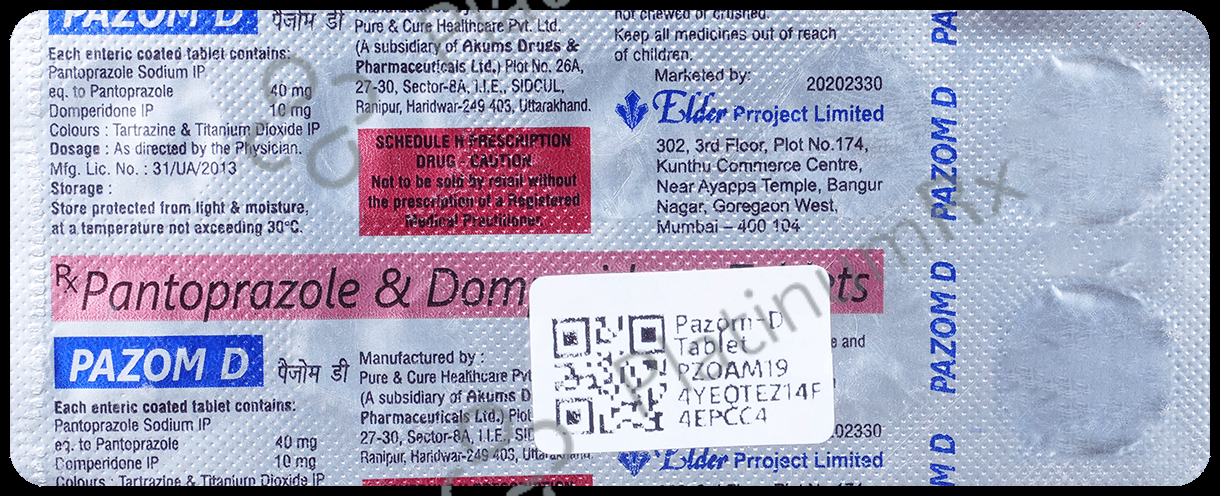 PAZOM D पैज़ोम डी
Each enteric coated tablet contains:
Pantoprazole Sodium IP
eq. to Pantoprazole 40 mg
Domperidone IP 10 mg
Colours : Tartrazine & Titanium Dioxide IP
Dosage : As directed by the Physician.
Mfg. Lic. No. : 31/UA/2013
Storage :
Store protected from light & moisture,
at a temperature not exceeding 30°C.
Pure & Cure Healthcare Pvt. Ltd.
(A subsidiary of Akums Drugs &
Pharmaceuticals Ltd.) Plot No. 26A,
27-30, Sector-8A, I.I.E., SIDCUL,
Ranipur, Haridwar-249 403, Uttarakhand.
SCHEDULE H PRESCRIPTION
DRUG - CAUTION
Not to be sold by retail without
the prescription of a Registered
Medical Practitioner.
not chewed or crushed.
Keep all medicines out of reach
of children.
Marketed by: 20202330
Elder Prroject Limited
302, 3rd Floor, Plot No.174,
Kunthu Commerce Centre,
Near Ayappa Temple, Bangur
Nagar, Goregaon West,
Mumbai – 400 104
Rx Pantoprazole & Dom
PAZOM D पैज़ोम डी
Each enteric coated tablet contains:
Pantoprazole Sodium IP
eq. to Pantoprazole 40 mg
Domperidone IP 10 mg
Colours : Tartrazine & Titanium Dioxide IP
Manufactured by :
Pure & Cure Healthcare Pvt
(A subsidiary of Akums D
Pharmaceuticals Ltd.) Plot
27-30, Sector-8A, I.I.E., SIDC
Ranipur, Haridwar-249 403, Uttarakhand.
Pazom-D
Tablet
PZOAM19
4YEOTEZ14F
4EPCC4
e and
02330
Elder Prroject Limited
PAZOM D
PAZOM D
M D
PlatinumRx